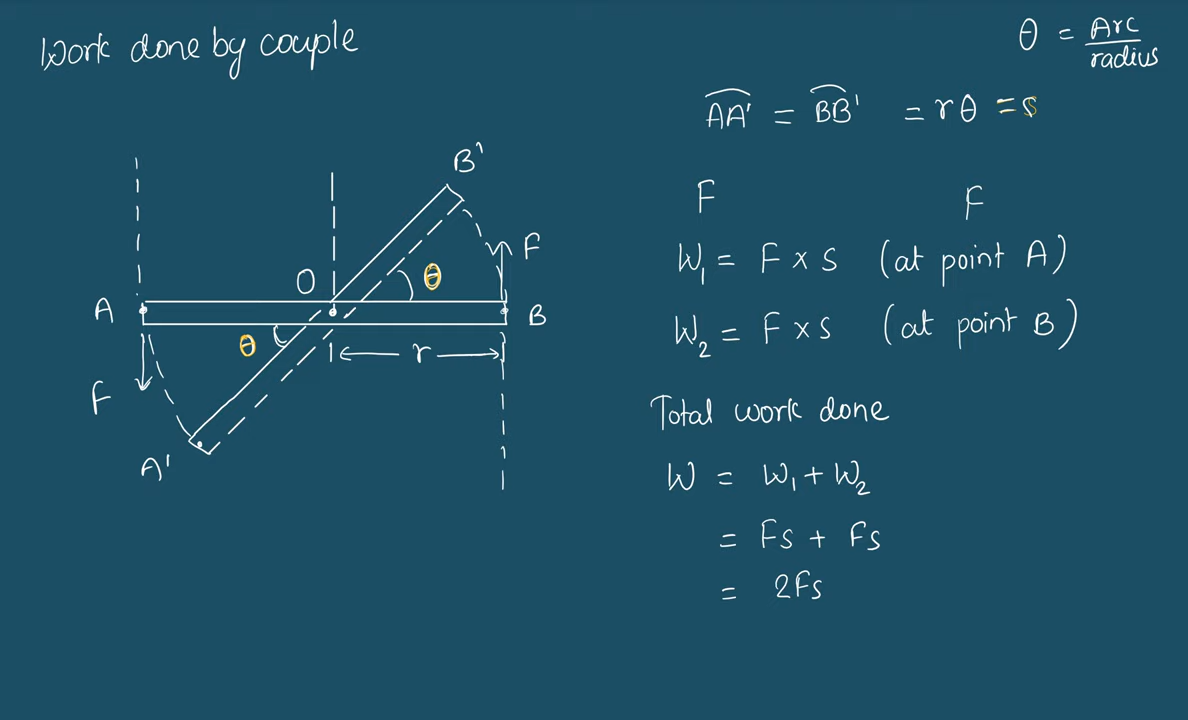 Work done by couple
θ = Arc / radius
AA' = BB' = rθ = s
B'
F F
F
W₁ = F × s (at point A)
O θ
A B
W₂ = F × s (at point B)
θ r
F
Total work done
A'
W = W₁ + W₂
= Fs + Fs
= 2Fs